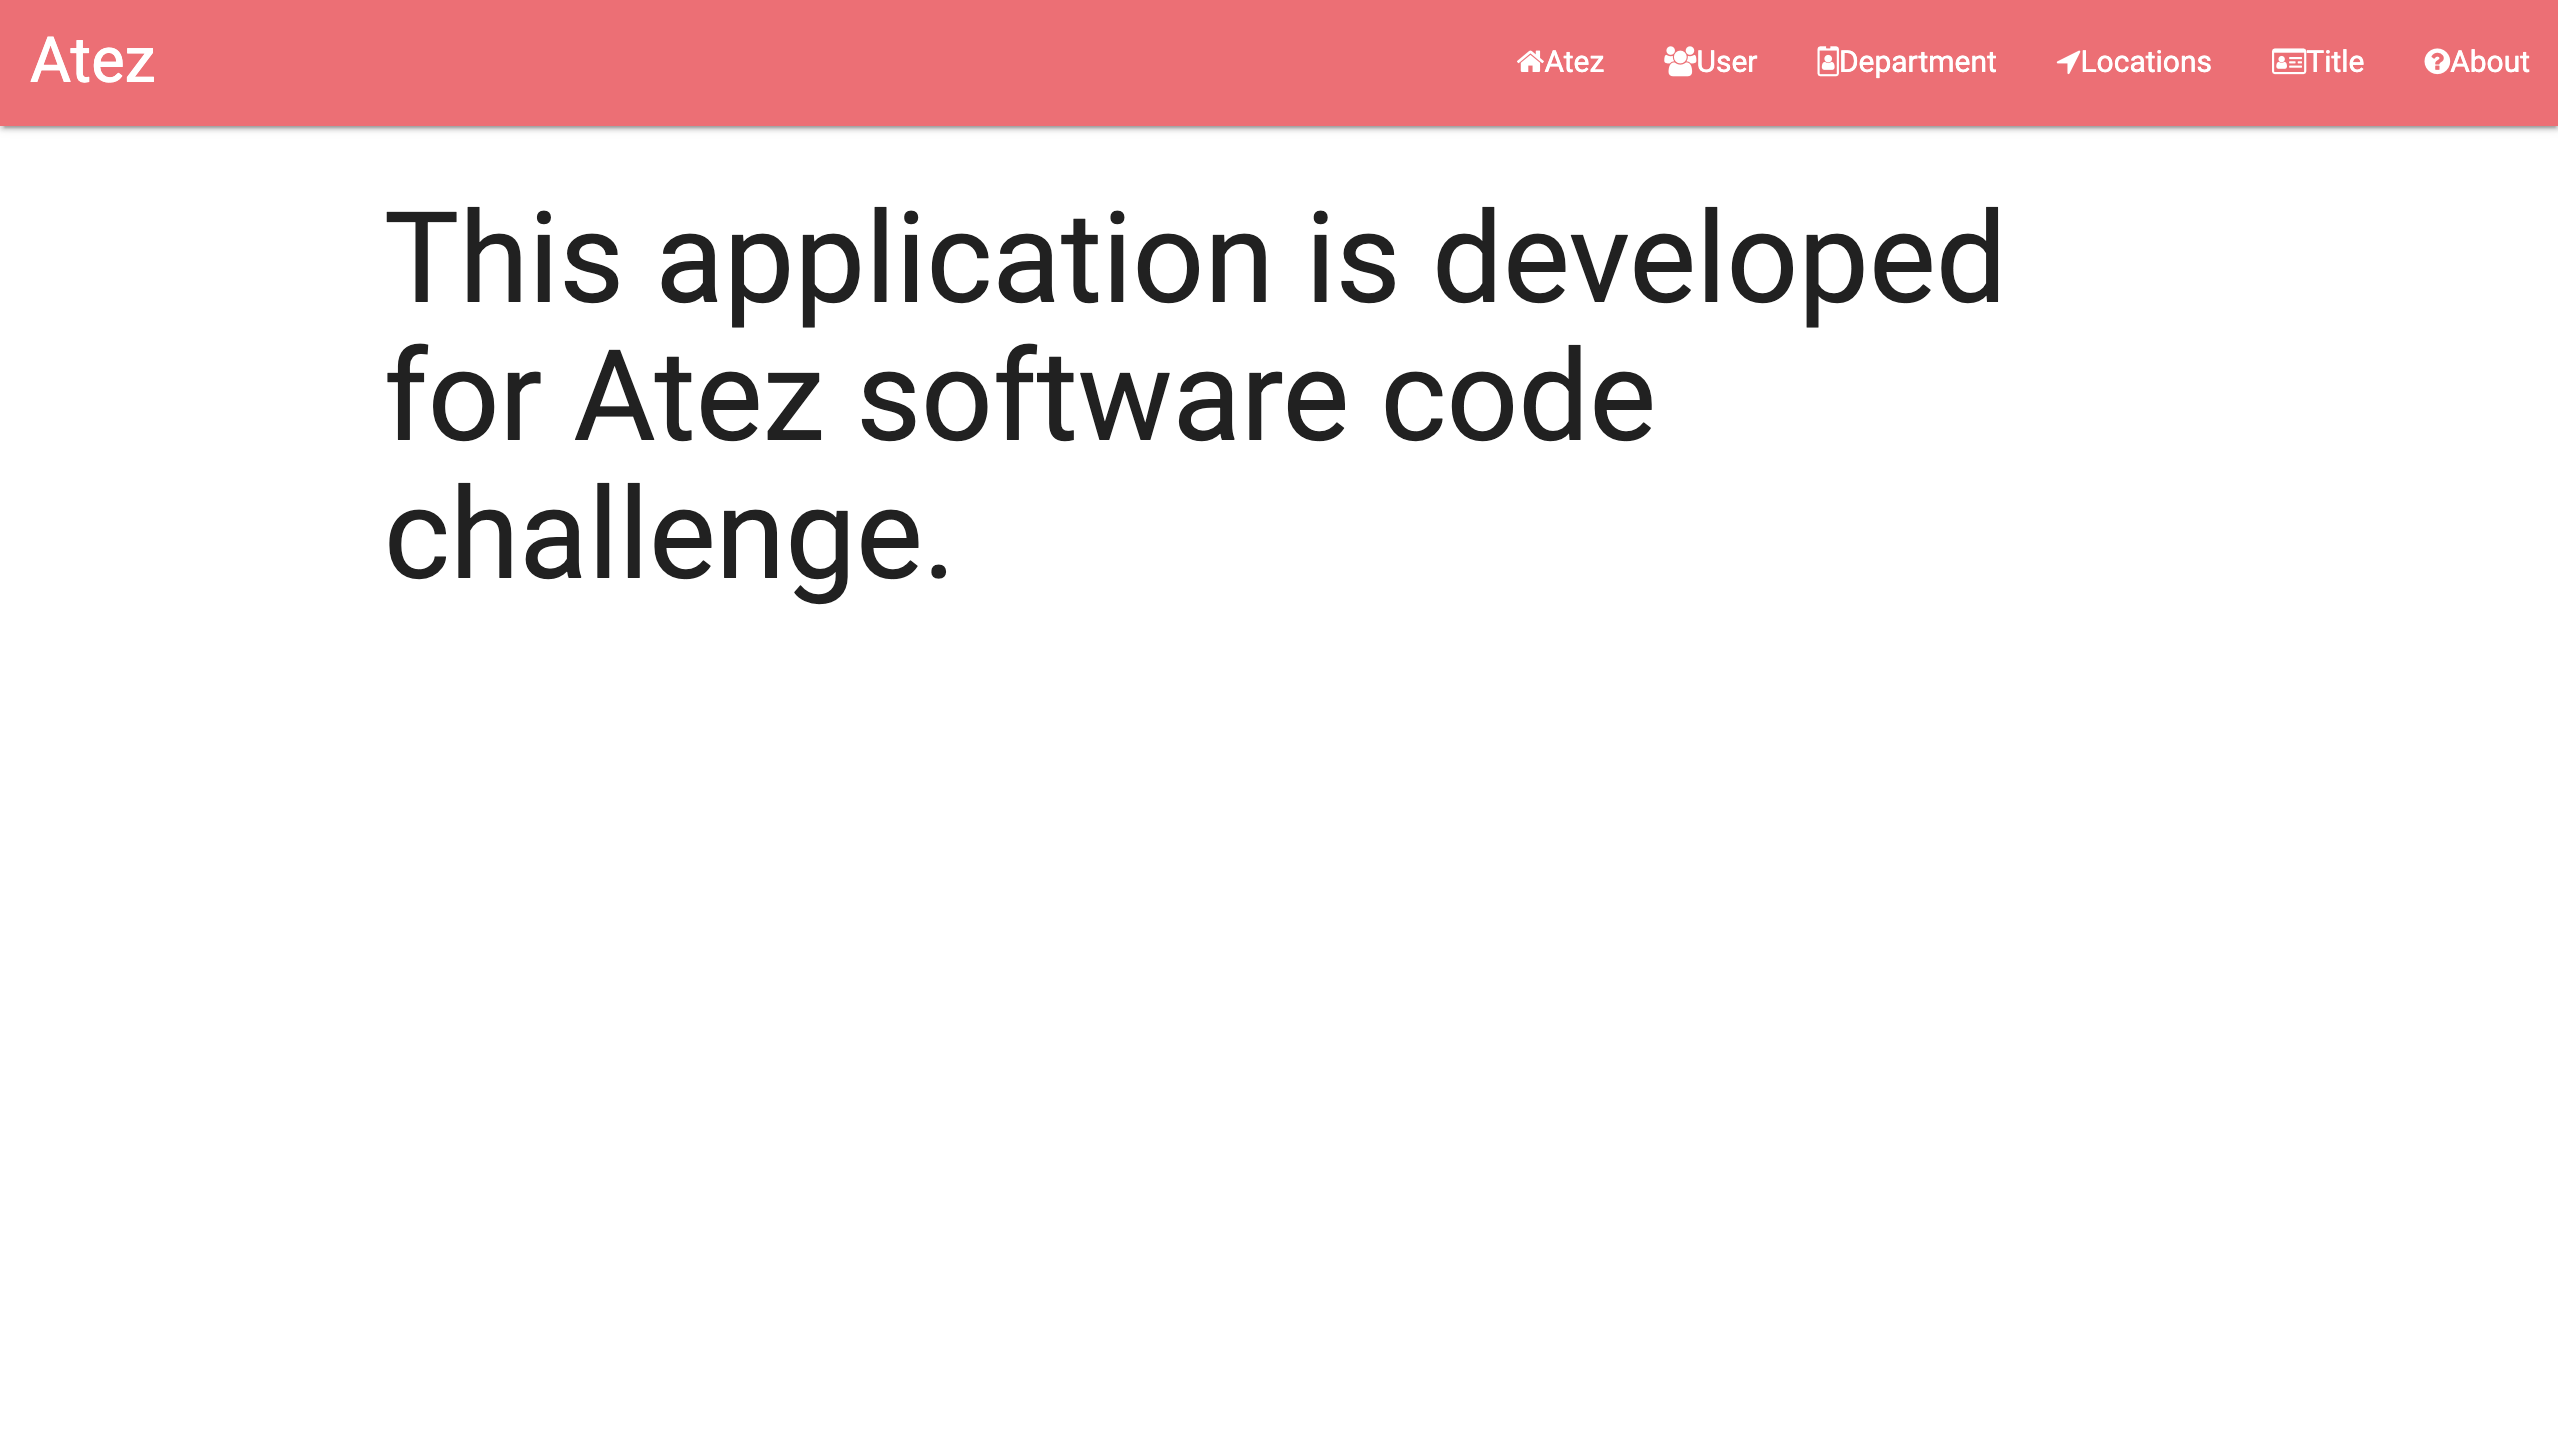 Atez
Atez User Department Locations Title About
This application is developed
for Atez software code
challenge.